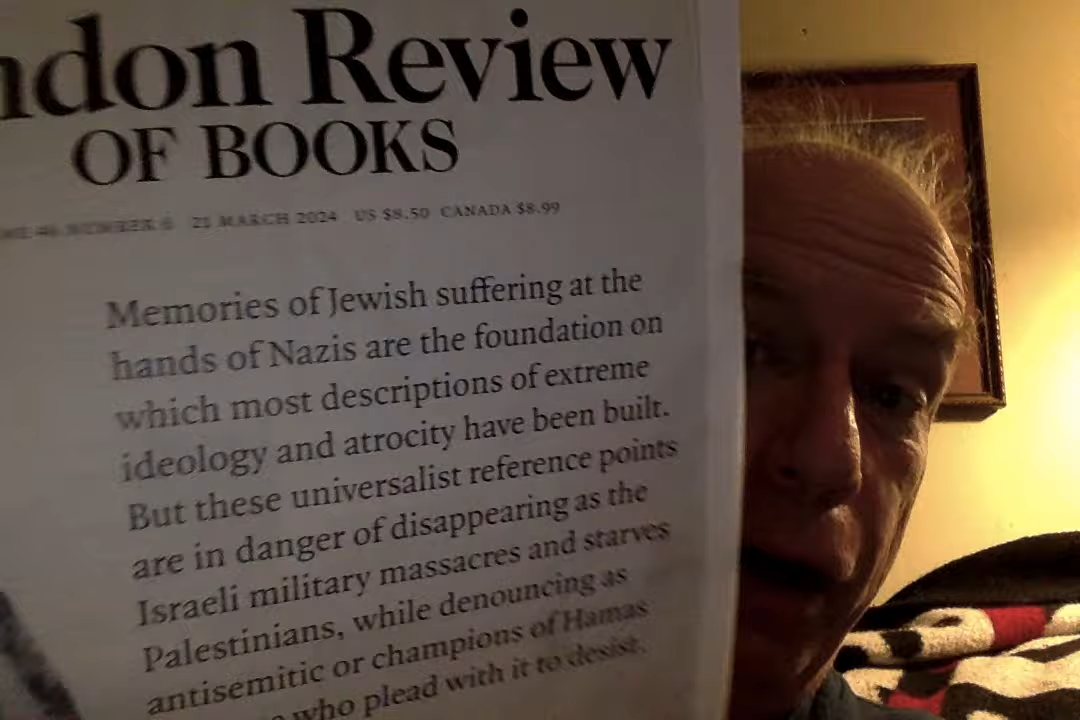 ndon Review
OF BOOKS
21 MARCH 2024 US $8.50 CANADA $8.99
Memories of Jewish suffering at the
hands of Nazis are the foundation on
which most descriptions of extreme
ideology and atrocity have been built.
But these universalist reference points
are in danger of disappearing as the
Israeli military massacres and starves
Palestinians, while denouncing as
antisemitic or champions of Hamas
who plead with it to desist.